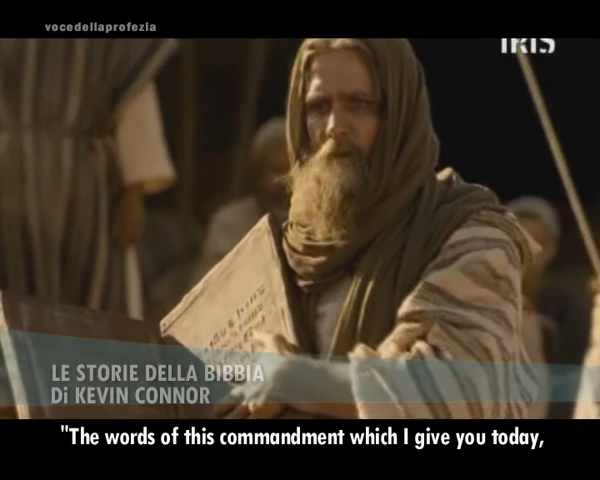 vocedellaprofezia
IRIS
LE STORIE DELLA BIBBIA
Di KEVIN CONNOR
"The words of this commandment which I give you today,